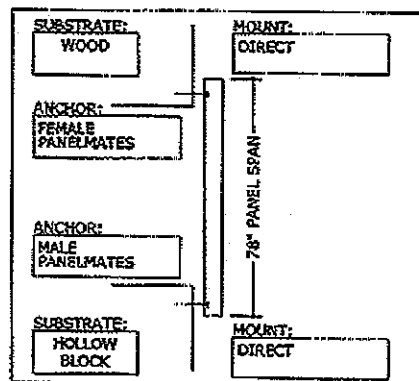 SUBSTRATE:
WOOD
MOUNT:
DIRECT
ANCHOR:
FEMALE
PANELMATES
78" PANEL SPAN
ANCHOR:
MALE
PANELMATES
SUBSTRATE:
HOLLOW
BLOCK
MOUNT:
DIRECT